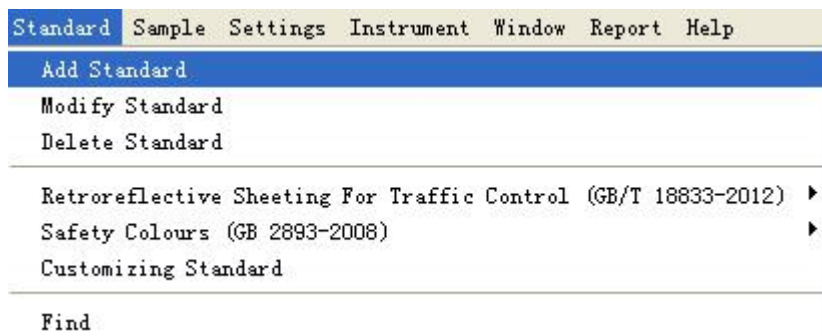 Standard Sample Settings Instrument Window Report Help
Add Standard
Modify Standard
Delete Standard
Retroreflective Sheeting For Traffic Control (GB/T 18833-2012)
Safety Colours (GB 2893-2008)
Customizing Standard
Find